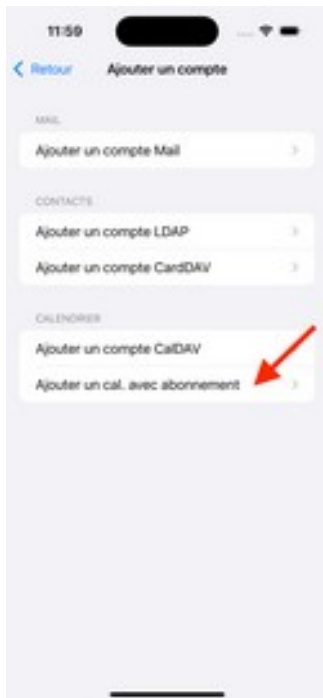 11:59
Retour Ajouter un compte
MAIL
Ajouter un compte Mail
CONTACTS
Ajouter un compte LDAP
Ajouter un compte CardDAV
CALENDRIER
Ajouter un compte CalDAV
Ajouter un cal. avec abonnement